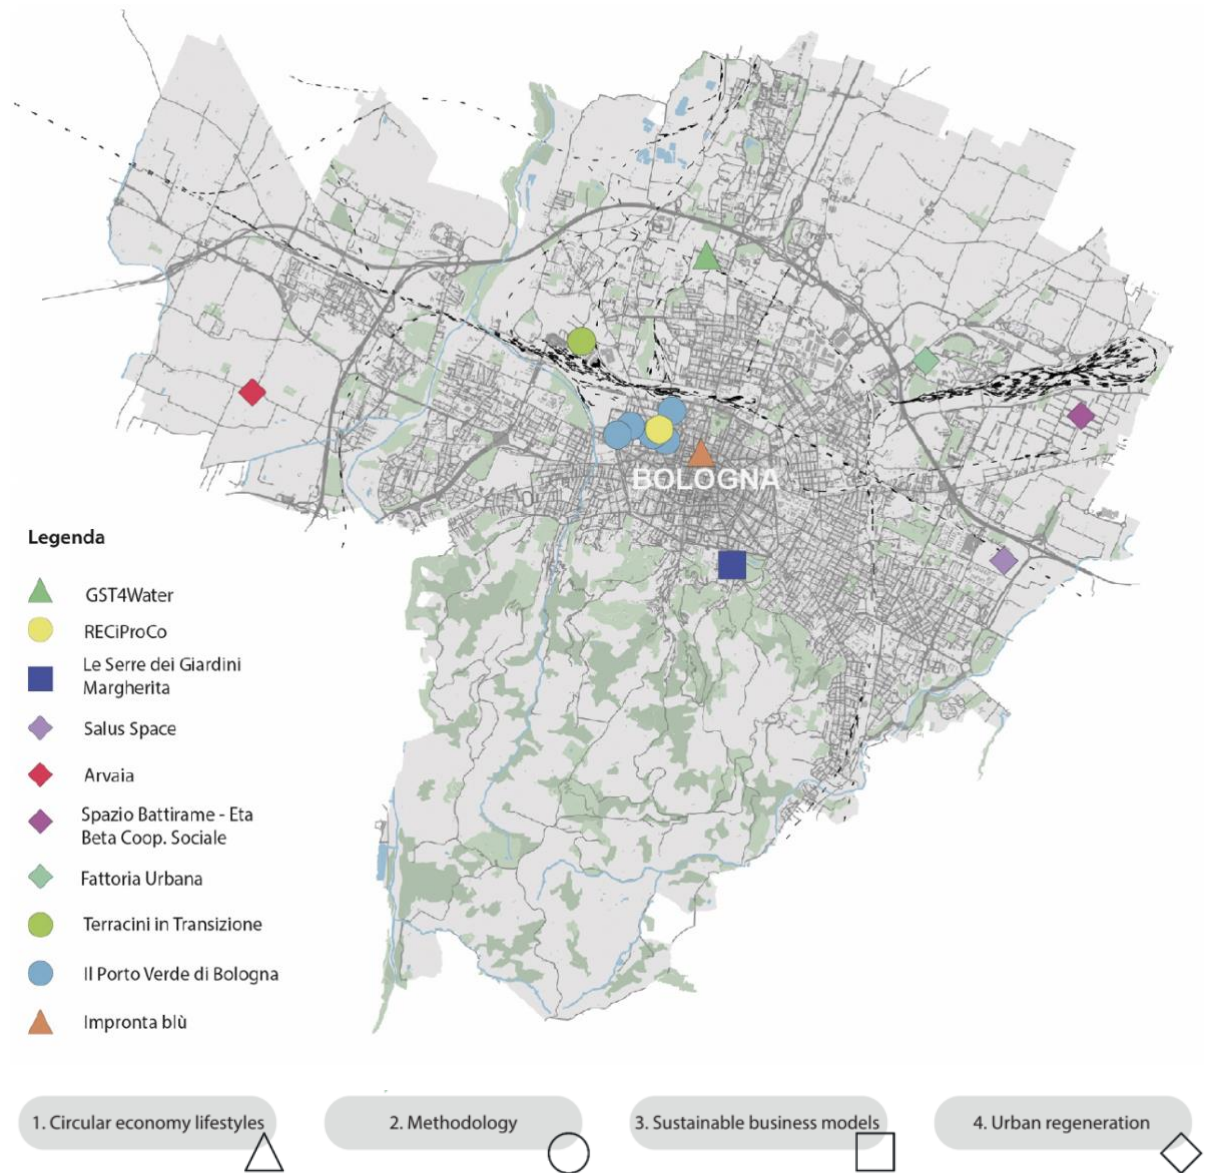 BOLOGNA
Legenda
GST4Water
RECiProCo
Le Serre dei Giardini
Margherita
Salus Space
Arvaia
Spazio Battirame - Eta
Beta Coop. Sociale
Fattoria Urbana
Terracini in Transizione
Il Porto Verde di Bologna
Impronta blù
1. Circular economy lifestyles
2. Methodology
3. Sustainable business models
4. Urban regeneration